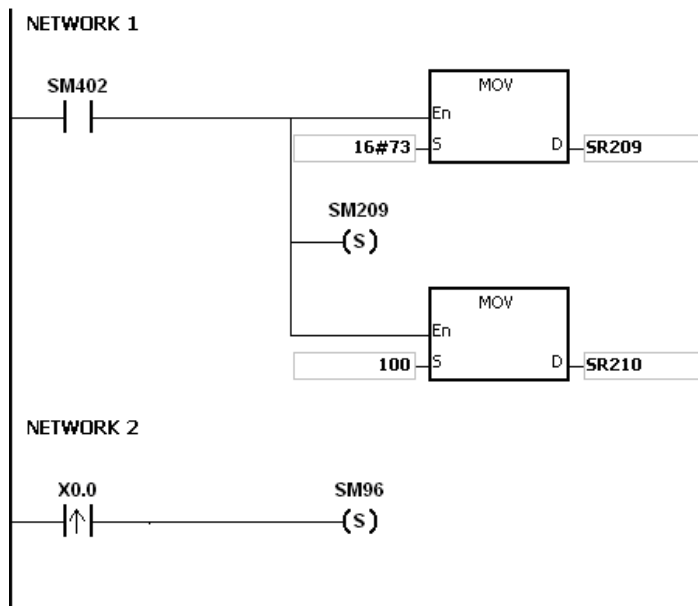 NETWORK 1
SM402
MOV
En
16#73 S D SR209
SM209
(S)
MOV
En
100 S D SR210
NETWORK 2
X0.0 SM96
(S)